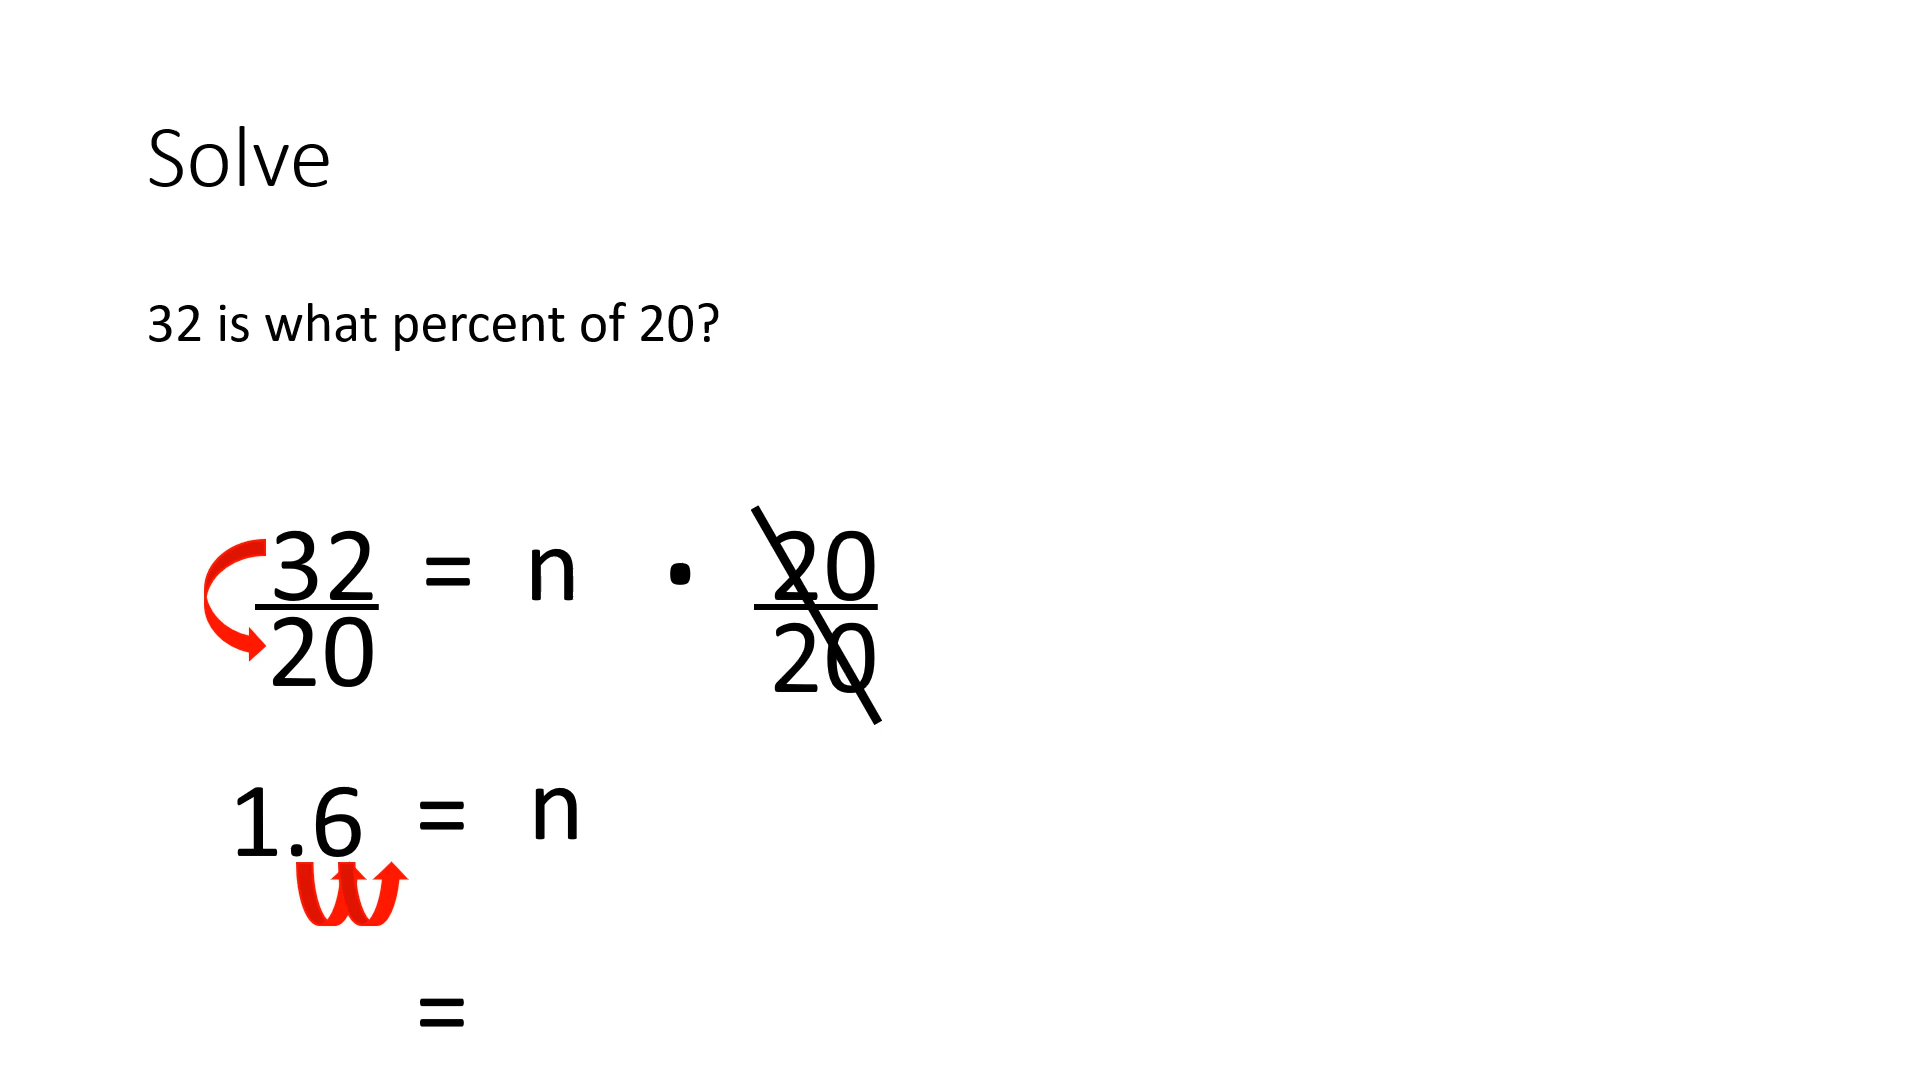 Solve
32 is what percent of 20?
32 = n · 20
20 20
1.6 = n
=